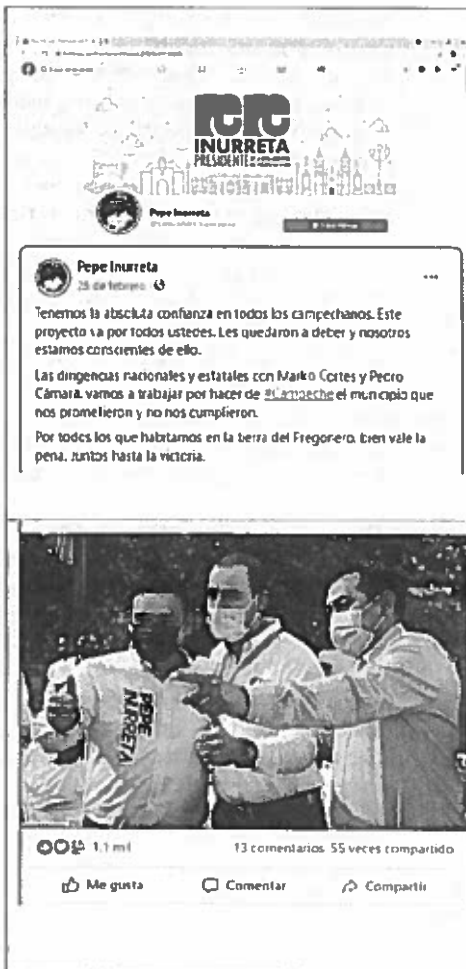 PEPE
INURRETA
PRESIDENTE
Pepe Inurreta
Pepe Inurreta
28 de febrero
Tenemos la absoluta confianza en todos los campechanos. Este
proyecto va por todos ustedes. Les quedaron a deber y nosotros
estamos conscientes de ello.
Las dirigencias nacionales y estatales con Marko Cortes y Pedro
Cámara, vamos a trabajar por hacer de #Campeche el municipio que
nos prometieron y no nos cumplieron.
Por todos los que habitamos en la tierra del Pregonero, bien vale la
pena. Juntos hasta la victoria.
PEPE
INRRETA
1.1 mil
13 comentarios 55 veces compartido
Me gusta
Comentar
Compartir